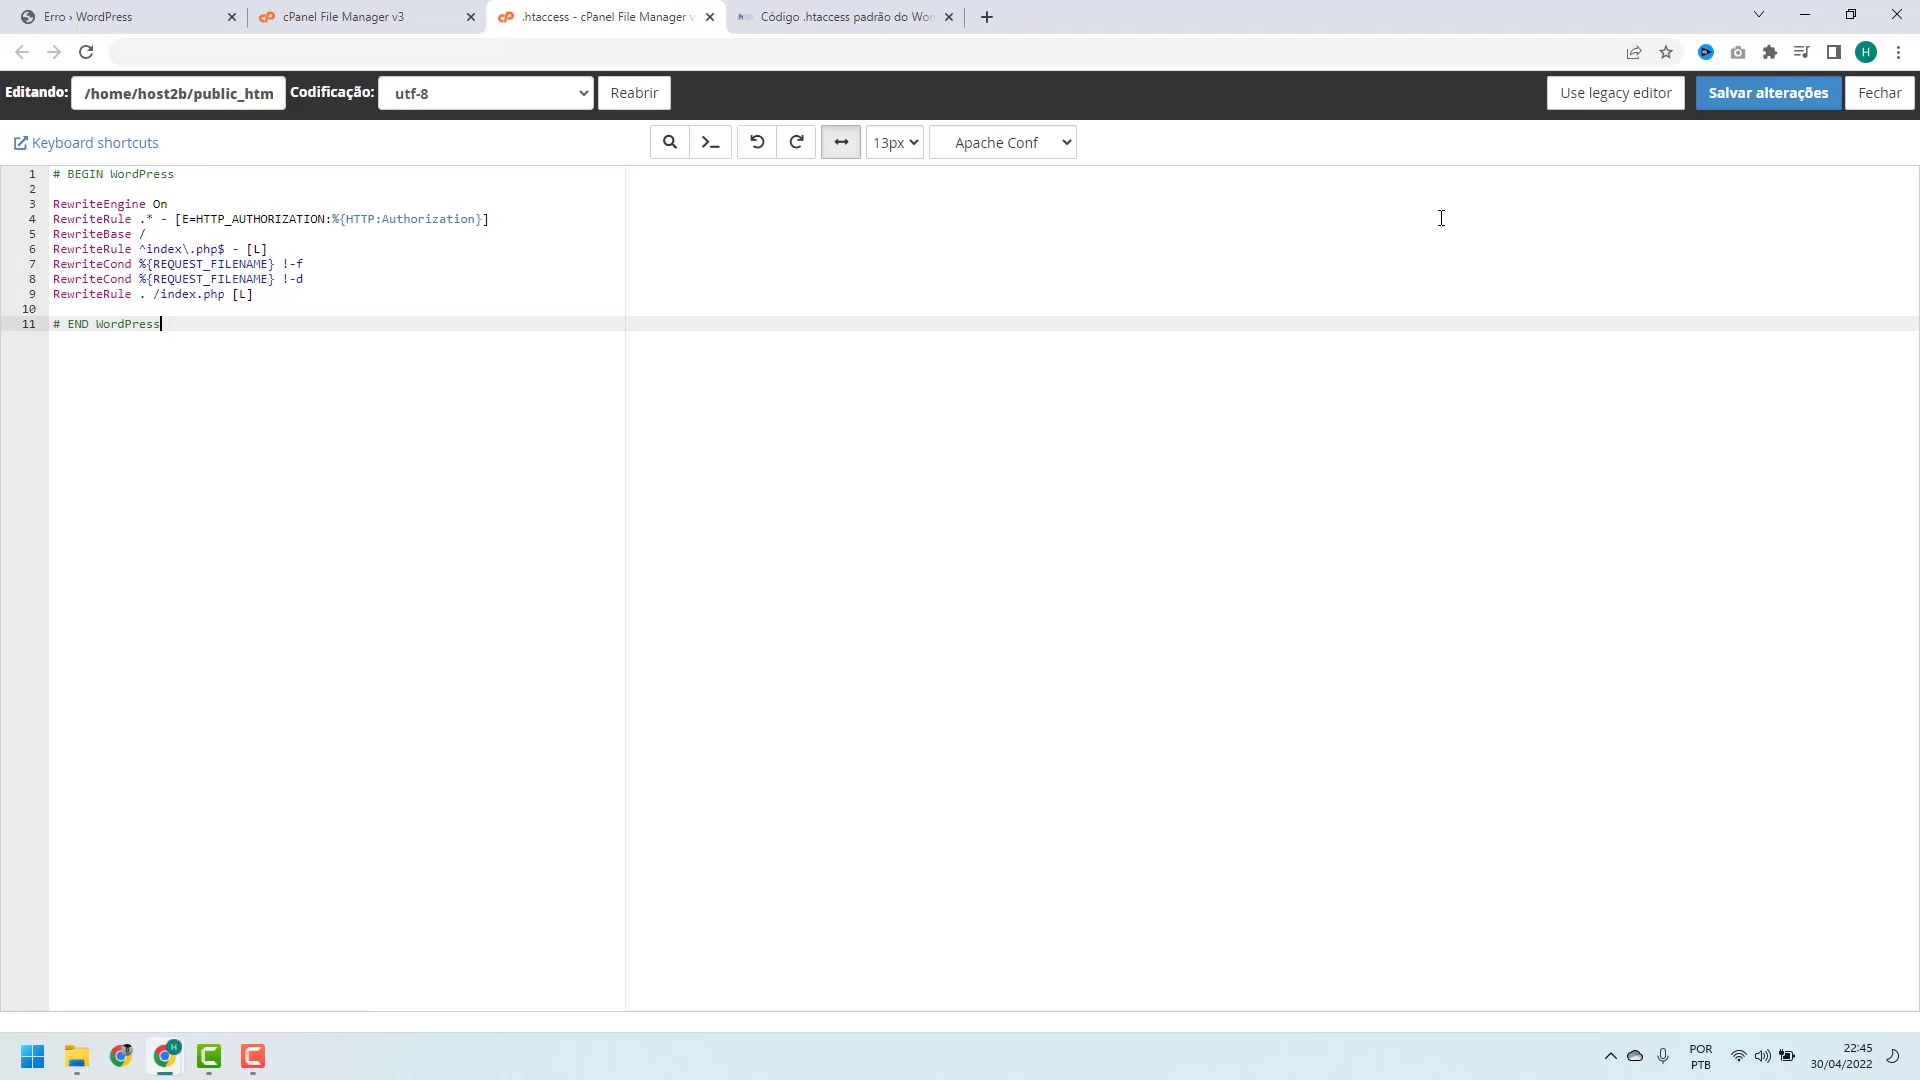 Erro › WordPress
cPanel File Manager v3
.htaccess - cPanel File Manager v
Código .htaccess padrão do Wor
H
Editando:
/home/host2b/public_htm
Codificação:
utf-8
Reabrir
Use legacy editor
Salvar alterações
Fechar
Keyboard shortcuts
13px
Apache Conf
1 # BEGIN WordPress
2
3 RewriteEngine On
4 RewriteRule .* - [E=HTTP_AUTHORIZATION:%{HTTP:Authorization}]
5 RewriteBase /
6 RewriteRule ^index\.php$ - [L]
7 RewriteCond %{REQUEST_FILENAME} !-f
8 RewriteCond %{REQUEST_FILENAME} !-d
9 RewriteRule . /index.php [L]
10
11 # END WordPress
H
POR
PTB
22:45
30/04/2022